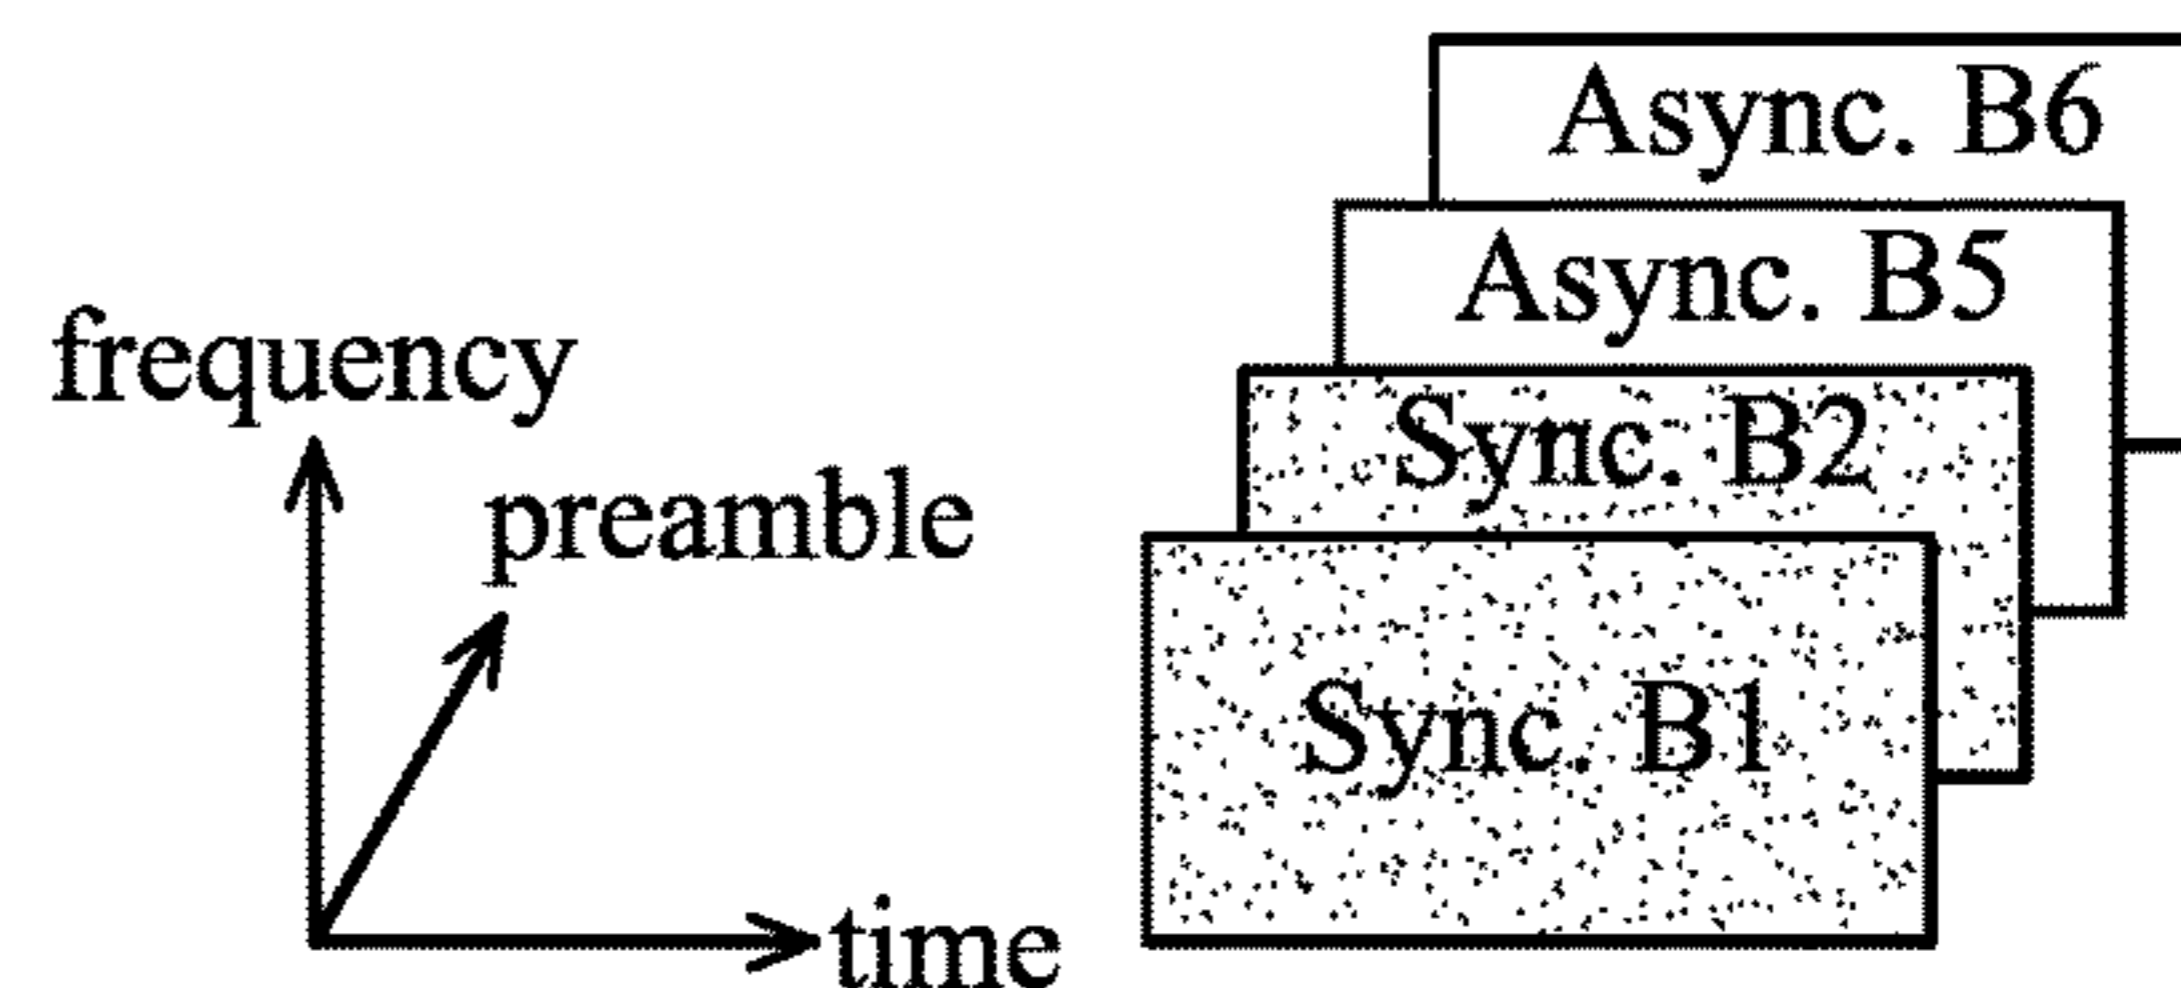 Async. B6
Async. B5
frequency
Sync. B2
preamble
Sync. B1
time